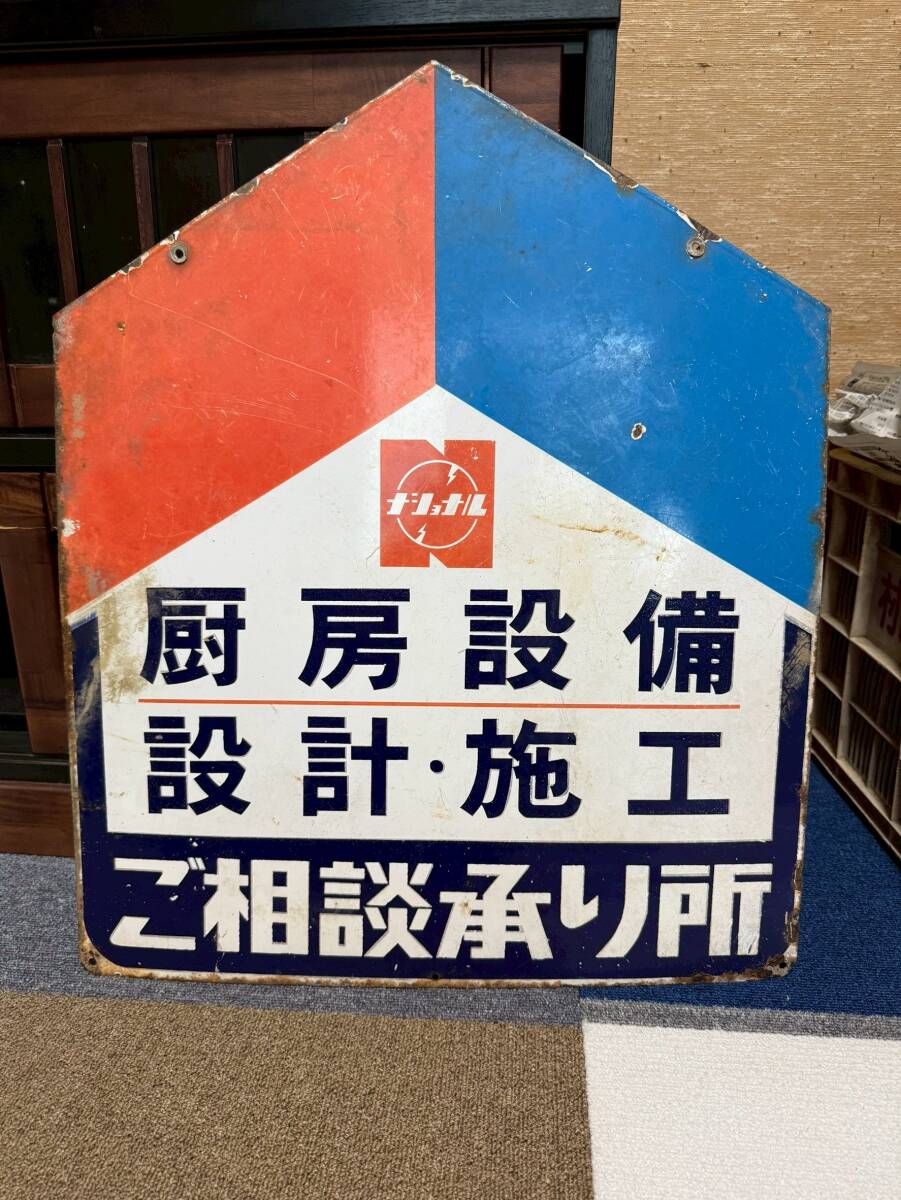 ナショナル
厨房設備
設計・施工
ご相談承り所